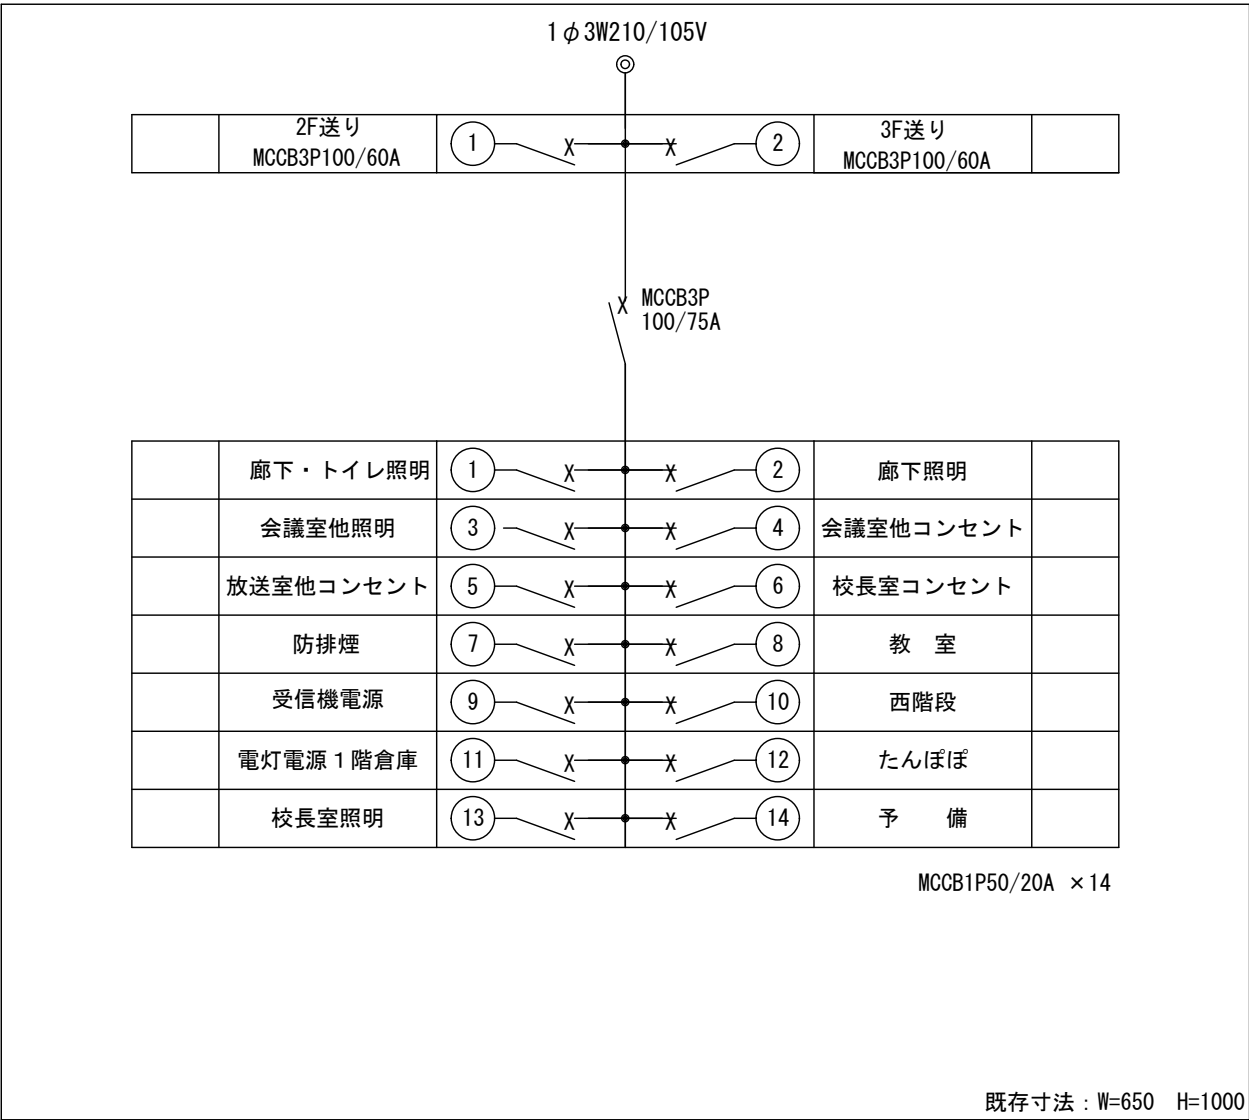 1φ3W210/105V
2F送り
MCCB3P100/60A
1
2
3F送り
MCCB3P100/60A
MCCB3P
100/75A
廊下・トイレ照明 1 2 廊下照明
会議室他照明 3 4 会議室他コンセント
放送室他コンセント 5 6 校長室コンセント
防排煙 7 8 教　室
受信機電源 9 10 西階段
電灯電源１階倉庫 11 12 たんぽぽ
校長室照明 13 14 予　備
MCCB1P50/20A ×14
既存寸法：W=650 H=1000